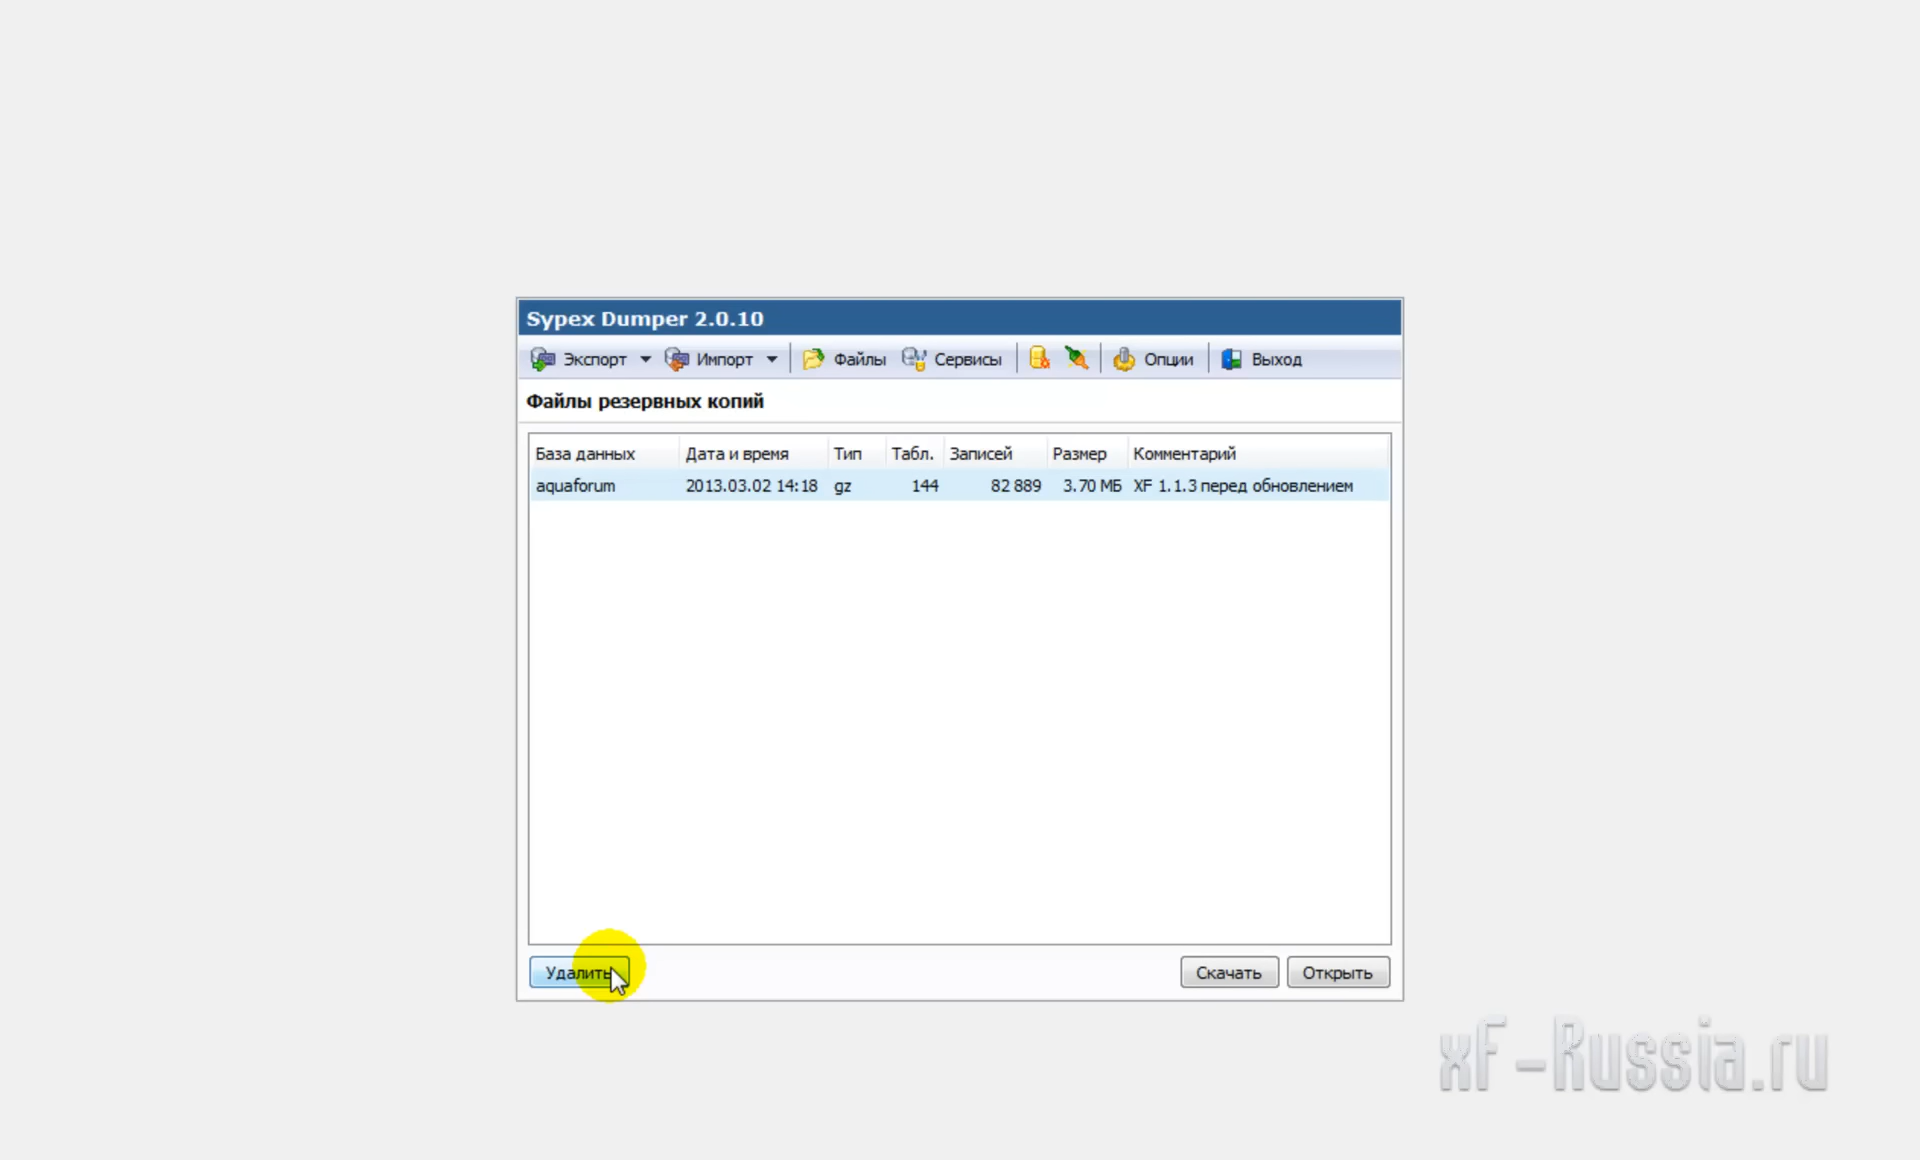 Sypex Dumper 2.0.10
Экспорт Импорт Файлы Сервисы Опции Выход
Файлы резервных копий
База данных Дата и время Тип Табл. Записей Размер Комментарий
aquaforum 2013.03.02 14:18 gz 144 82 889 3.70 МБ XF 1.1.3 перед обновлением
Удалить Скачать Открыть
xF-Russia.ru